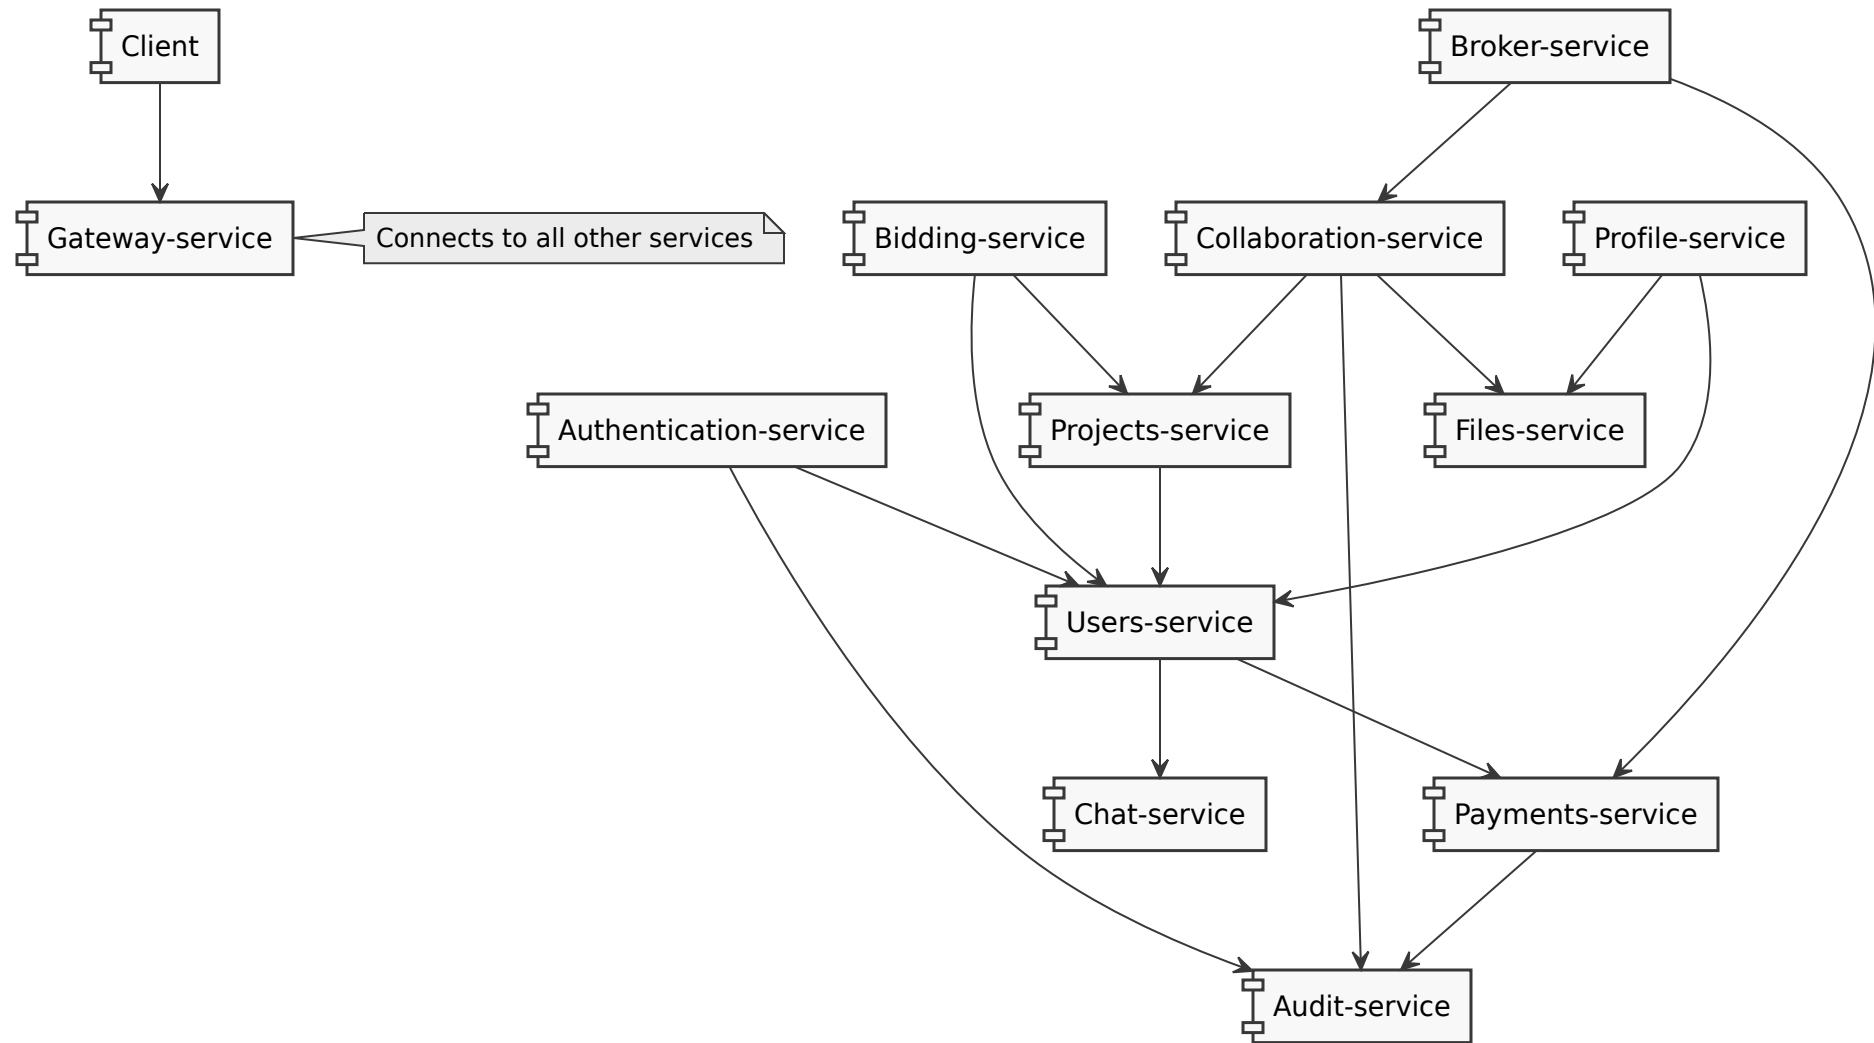 Client
Broker-service
Gateway-service
Connects to all other services
Bidding-service
Collaboration-service
Profile-service
Authentication-service
Projects-service
Files-service
Users-service
Chat-service
Payments-service
Audit-service